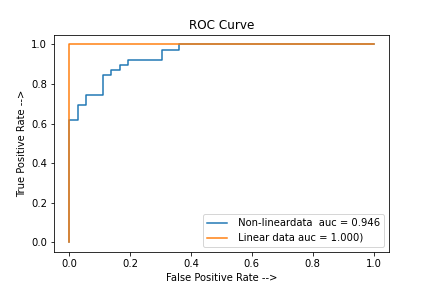 ROC Curve
True Positive Rate -->
1.0
0.8
0.6
0.4
0.2
0.0
Non-lineardata  auc = 0.946
Linear data auc = 1.000)
0.0 0.2 0.4 0.6 0.8 1.0
False Positive Rate -->